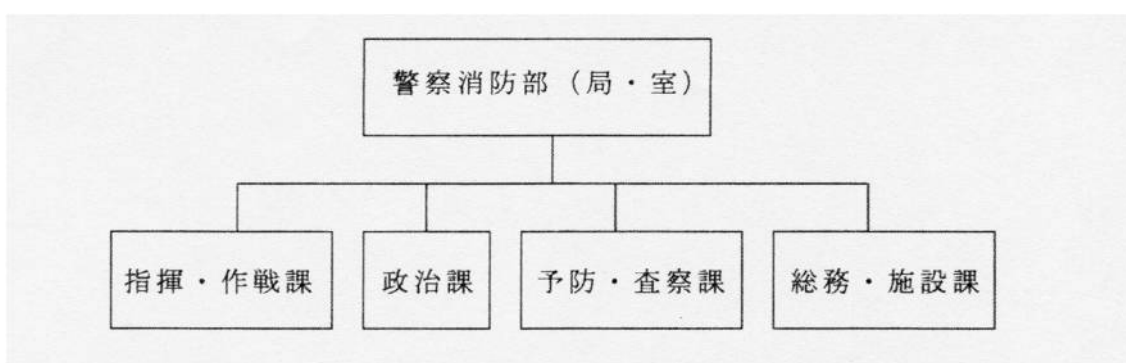 警察消防部（局・室）
指揮・作戦課
政治課
予防・査察課
総務・施設課